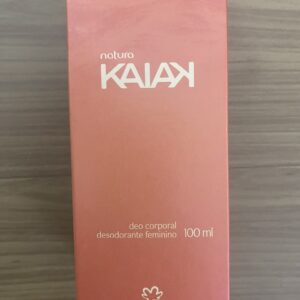 natura
KAIAK
deo corporal
desodorante feminino 100 ml